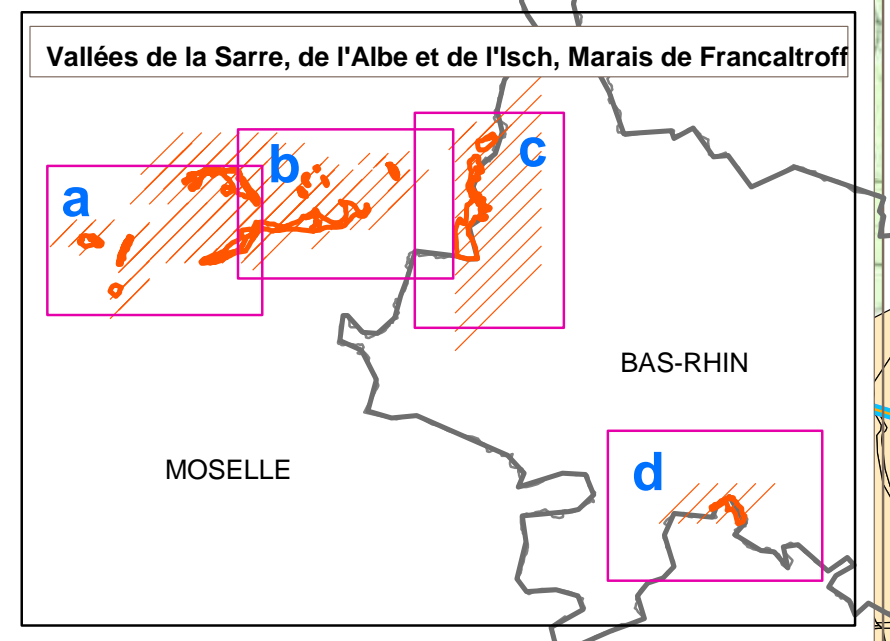 Vallées de la Sarre, de l'Albe et de l'Isch, Marais de Francaltroff
a
b
c
BAS-RHIN
MOSELLE
d